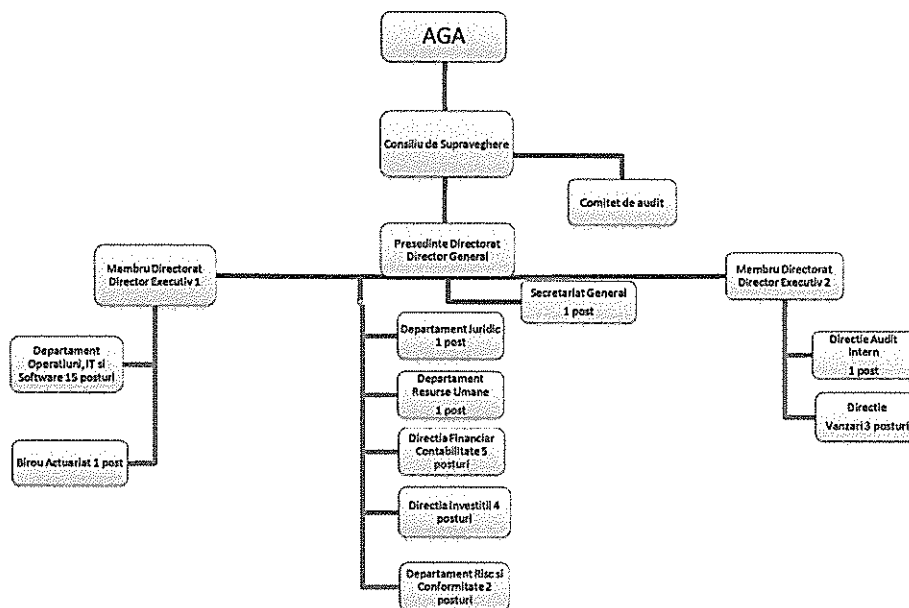 AGA
Consiliu de Supraveghere
Comitet de audit
Presedinte Directorat
Director General
Membru Directorat
Director Executiv 1
Membru Directorat
Director Executiv 2
Secretariat General
1 post
Departament
Operatiuni, IT si
Software 15 posturi
Birou Actuariat 1 post
Departament Juridic
1 post
Departament
Resurse Umane
1 post
Directia Financiar
Contabilitate 5
posturi
Directia Investitii 4
posturi
Departament Risc si
Conformitate 2
posturi
Directie Audit
Intern
1 post
Directie
Vanzari 3 posturi